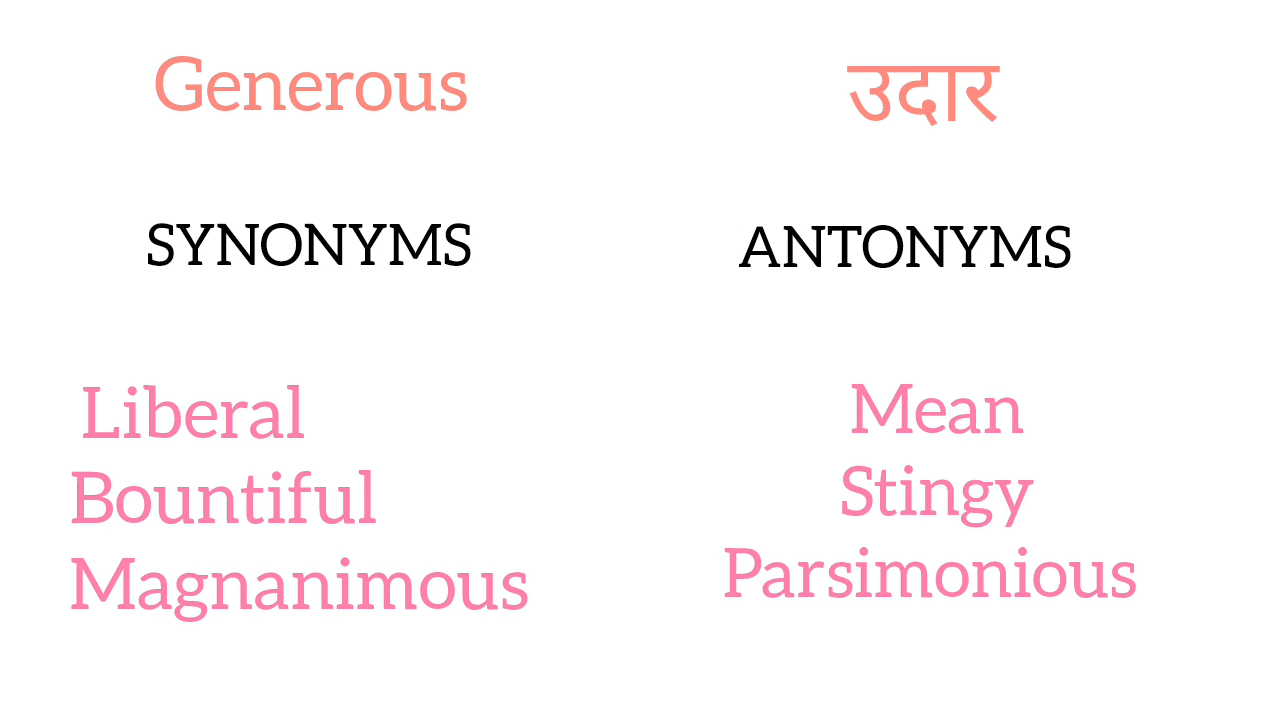 Generous उदार
SYNONYMS ANTONYMS
Liberal Mean
Bountiful Stingy
Magnanimous Parsimonious